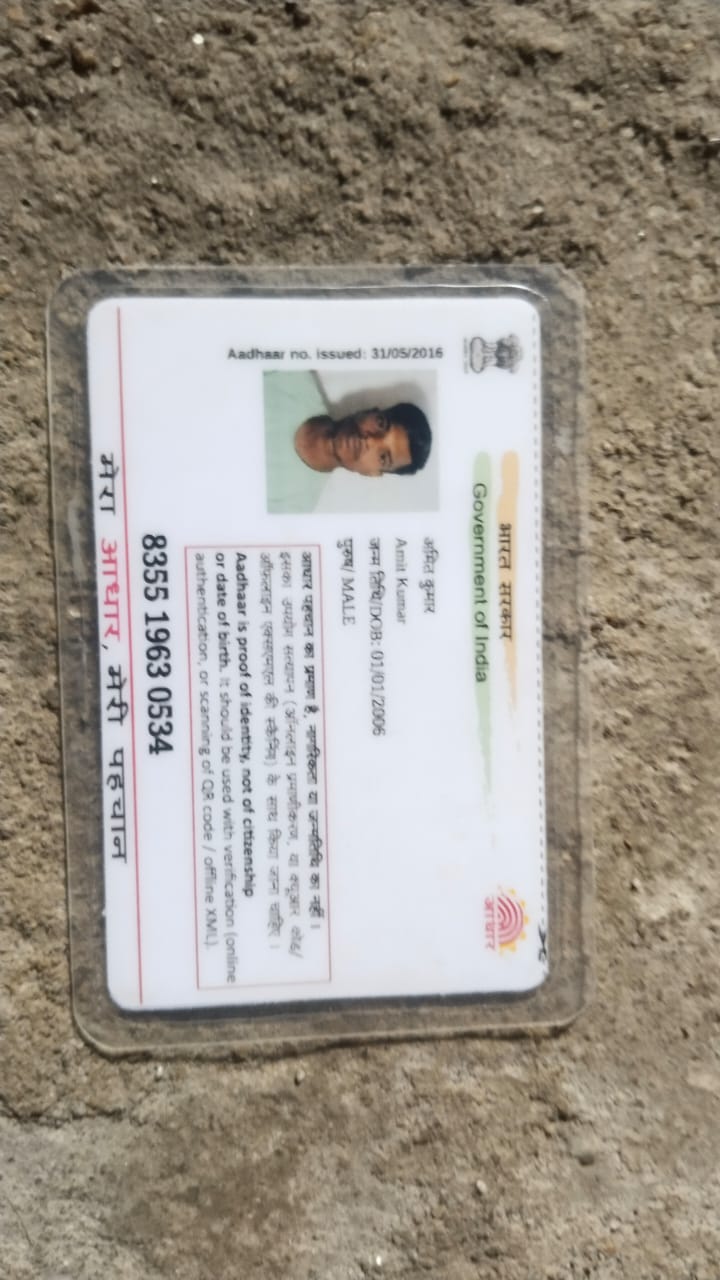 भारत सरकार
Government of India
आधार
Aadhaar no. issued: 31/05/2016
अमित कुमार
Amit Kumar
जन्म तिथि/DOB: 01/01/2006
पुरुष/ MALE
आधार पहचान का प्रमाण है, नागरिकता या जन्मतिथि का नहीं ।
इसका उपयोग सत्यापन (ऑनलाइन प्रमाणीकरण, या क्यूआर कोड/
ऑफलाइन एक्सएमएल की स्कैनिंग) के साथ किया जाना चाहिए ।
Aadhaar is proof of identity, not of citizenship
or date of birth. It should be used with verification (online
authentication, or scanning of QR code / offline XML).
8355 1963 0534
मेरा आधार, मेरी पहचान